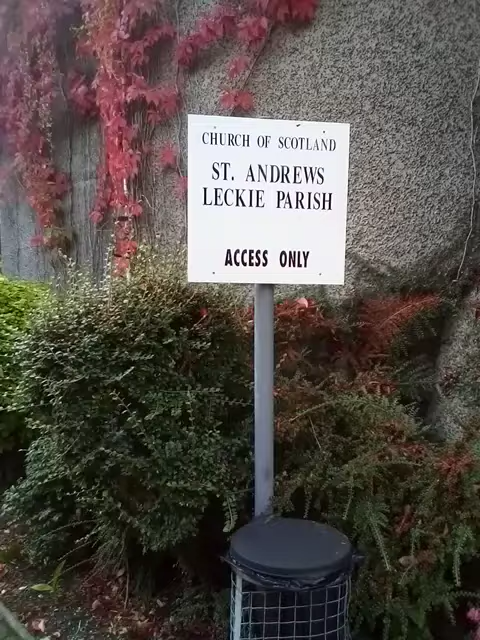 CHURCH OF SCOTLAND
ST. ANDREWS
LECKIE PARISH
ACCESS ONLY